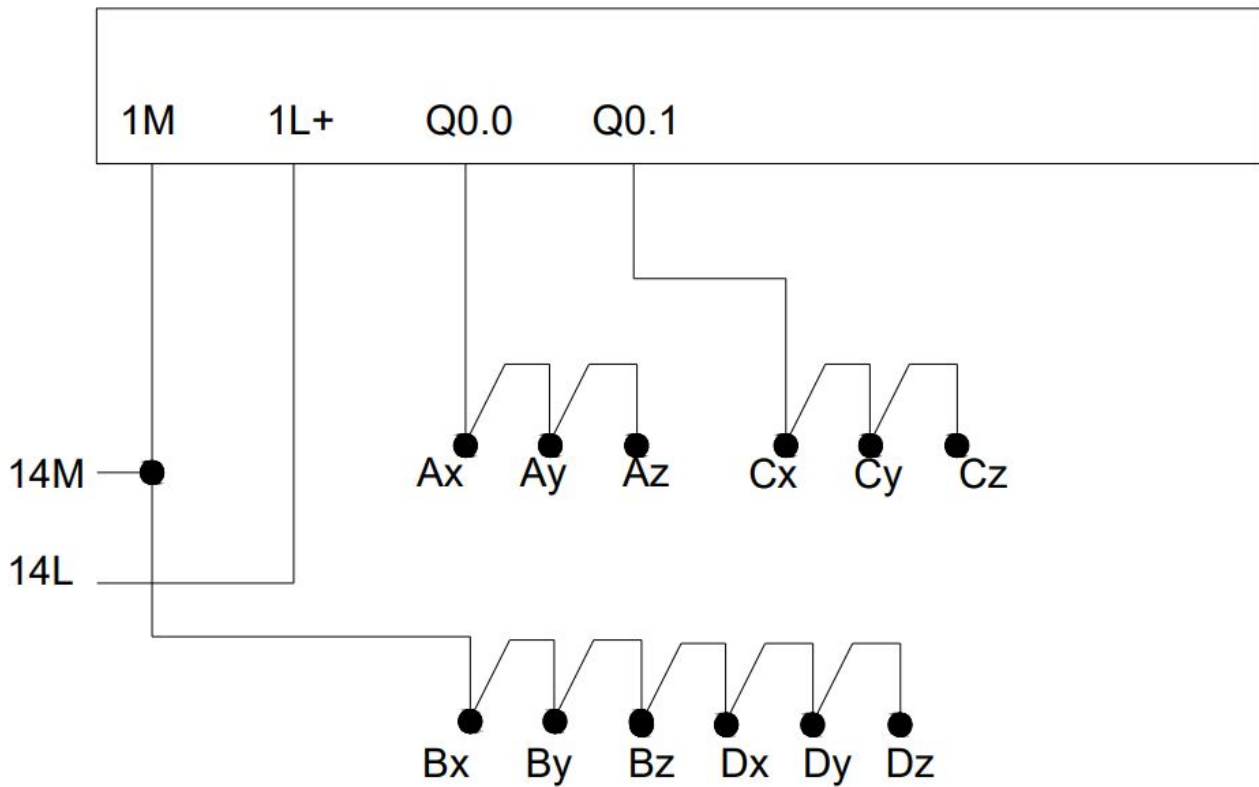 1M 1L+ Q0.0 Q0.1
Ax Ay Az Cx Cy Cz
14M
14L
Bx By Bz Dx Dy Dz